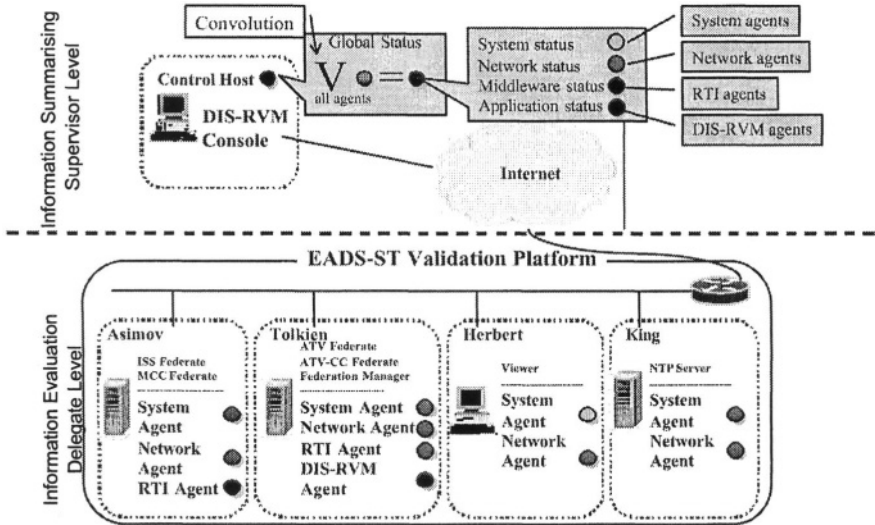 Information Summarising
Supervisor Level
Convolution
Global Status
V
all agents
=
Control Host
DIS-RVM
Console
System status
Network status
Middleware status
Application status
System agents
Network agents
RTI agents
DIS-RVM agents
Internet
Information Evaluation
Delegate Level
EADS-ST Validation Platform
Asimov
ISS Federate
MCC Federate
System
Agent
Network
Agent
RTI Agent
Tolkien
ATV Federate
ATV-CC Federate
Federation Manager
System Agent
Network Agent
RTI Agent
DIS-RVM
Agent
Herbert
Viewer
System
Agent
Network
Agent
King
NTP Server
System
Agent
Network
Agent